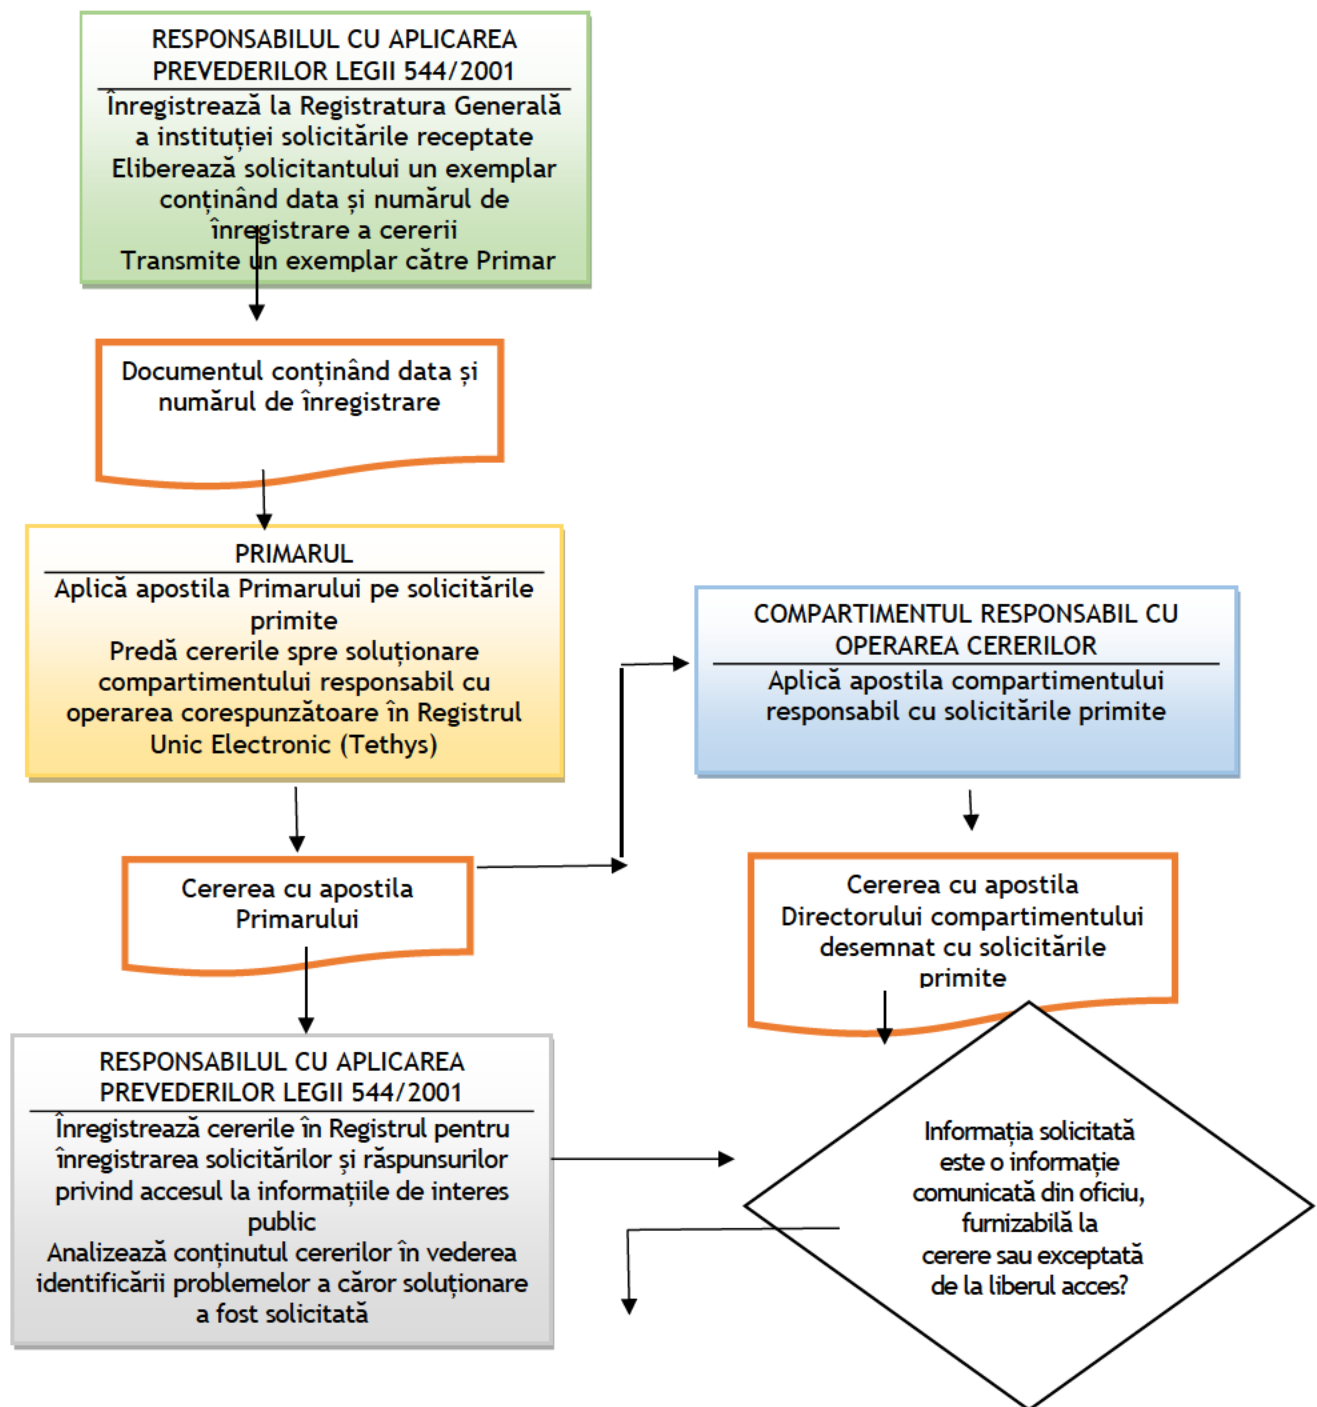 RESPONSABILUL CU APLICAREA
PREVEDERILOR LEGII 544/2001
Înregistrează la Registratura Generală
a instituției solicitările receptate
Eliberează solicitantului un exemplar
conținând data și numărul de
înregistrare a cererii
Transmite un exemplar către Primar
Documentul conținând data și
numărul de înregistrare
PRIMARUL
Aplică apostila Primarului pe solicitările
primite
Predă cererile spre soluționare
compartimentului responsabil cu
operarea corespunzătoare în Registrul
Unic Electronic (Tethys)
COMPARTIMENTUL RESPONSABIL CU
OPERAREA CERERILOR
Aplică apostila compartimentului
responsabil cu solicitările primite
Cererea cu apostila
Primarului
Cererea cu apostila
Directorului compartimentului
desemnat cu solicitările
primite
RESPONSABILUL CU APLICAREA
PREVEDERILOR LEGII 544/2001
Înregistrează cererile în Registrul pentru
înregistrarea solicitărilor și răspunsurilor
privind accesul la informațiile de interes
public
Analizează conținutul cererilor în vederea
identificării problemelor a căror soluționare
a fost solicitată
Informația solicitată
este o informație
comunicată din oficiu,
furnizabilă la
cerere sau exceptată
de la liberul acces?